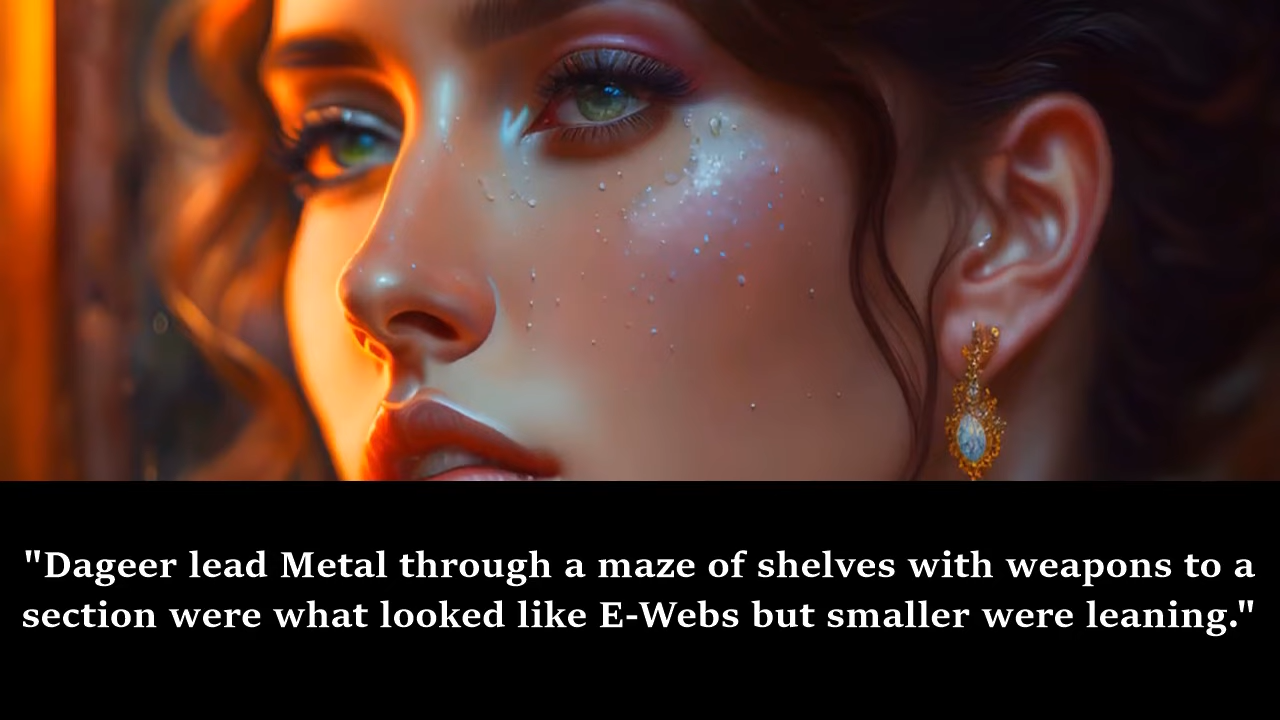 "Dageer lead Metal through a maze of shelves with weapons to a
section were what looked like E-Webs but smaller were leaning."